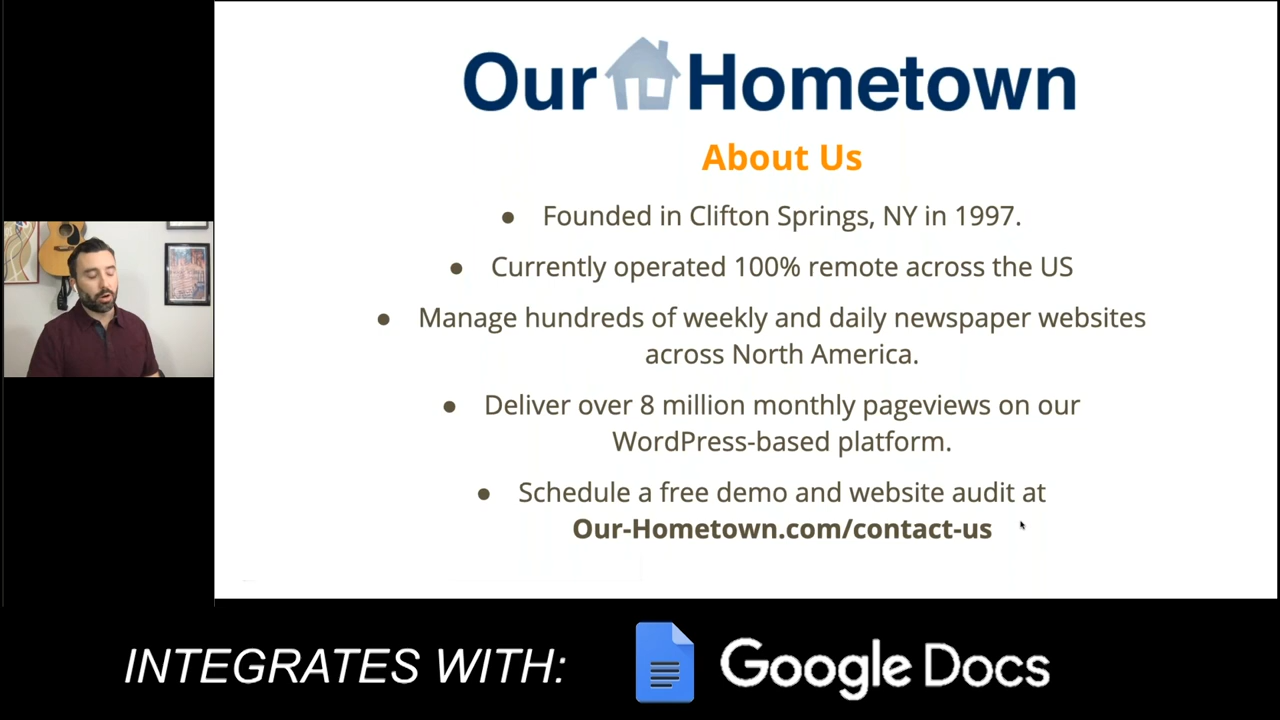 Our Hometown
About Us
● Founded in Clifton Springs, NY in 1997.
● Currently operated 100% remote across the US
● Manage hundreds of weekly and daily newspaper websites
across North America.
● Deliver over 8 million monthly pageviews on our
WordPress-based platform.
● Schedule a free demo and website audit at
Our-Hometown.com/contact-us
INTEGRATES WITH: Google Docs